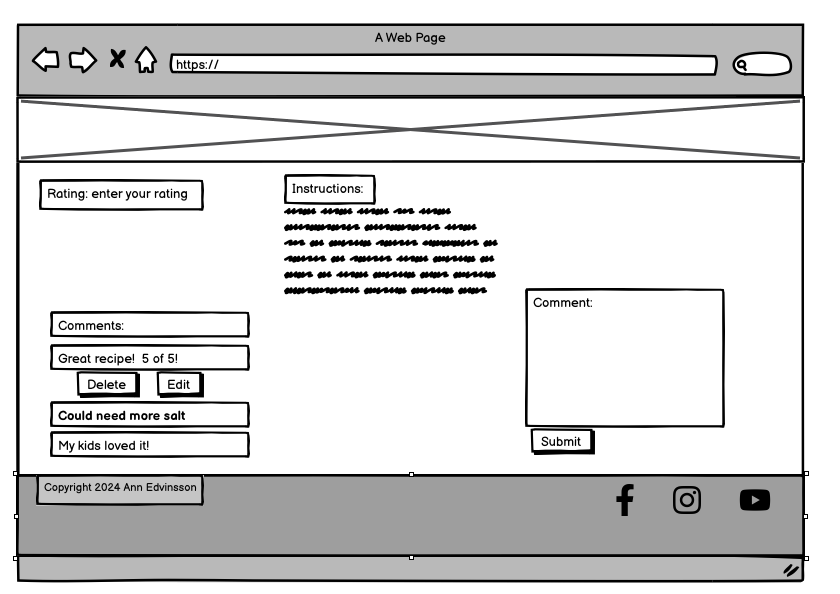 A Web Page
https://
Rating: enter your rating
Instructions:
Comment:
Comments:
Great recipe!  5 of 5!
Delete
Edit
Could need more salt
My kids loved it!
Submit
Copyright 2024 Ann Edvinsson